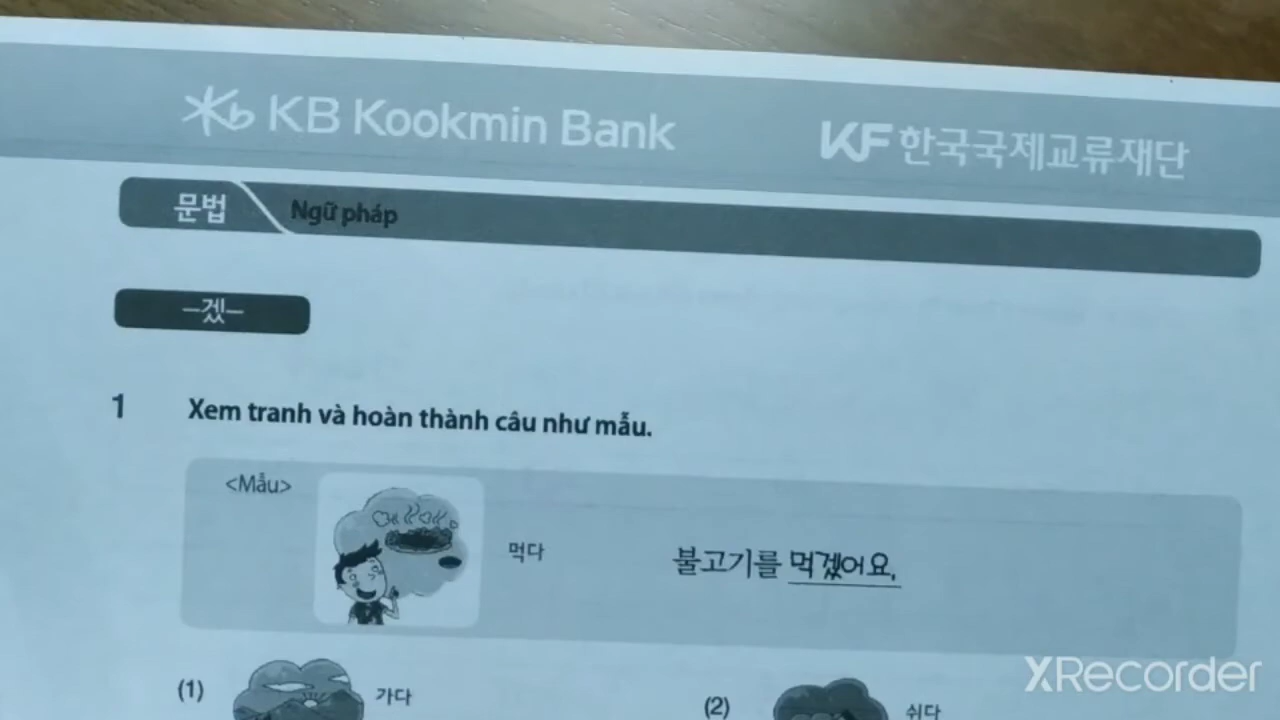 KB KB Kookmin Bank
KF 한국국제교류재단
문법 Ngữ pháp
–겠–
1 Xem tranh và hoàn thành câu như mẫu.
<Mẫu>
먹다 불고기를 먹겠어요.
(1) 가다 (2) 쉬다
XRecorder